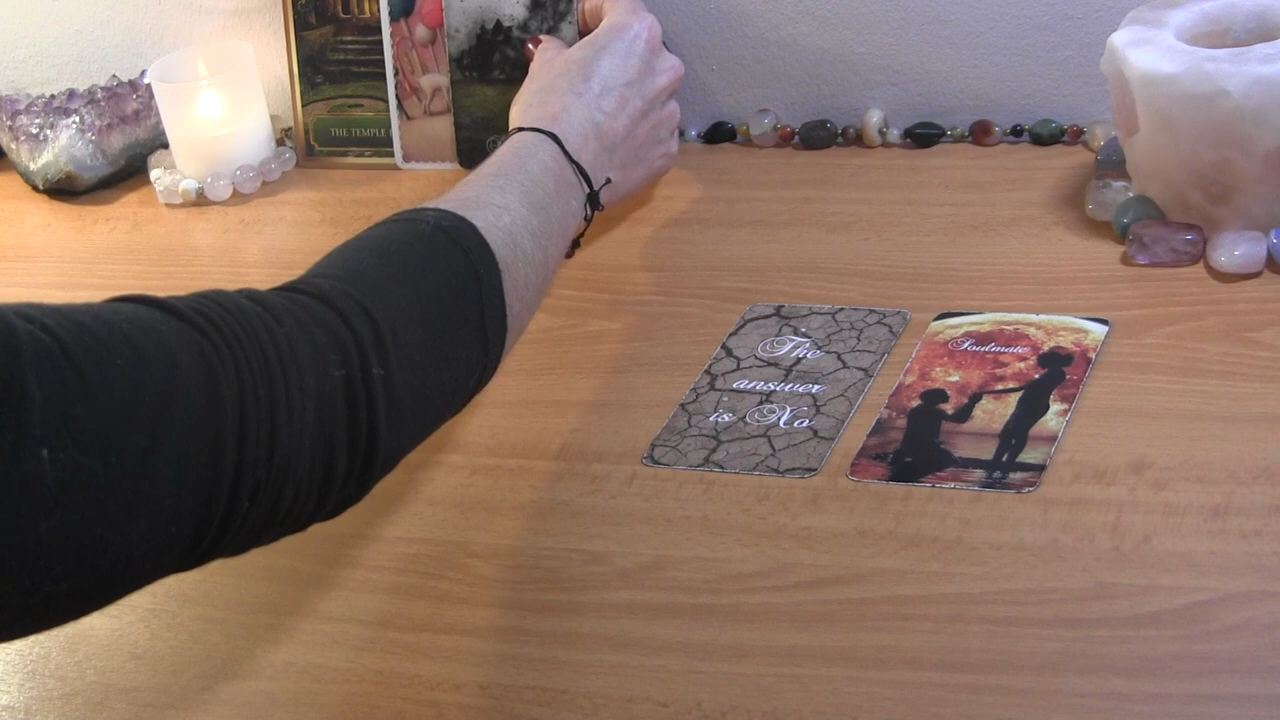 THE TEMPLE
The
answer
is No
Soulmate